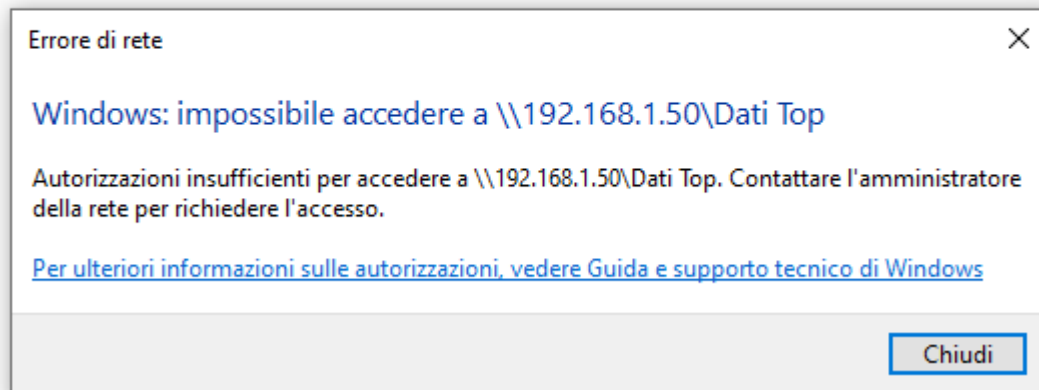 Errore di rete
Windows: impossibile accedere a \\192.168.1.50\Dati Top
Autorizzazioni insufficienti per accedere a \\192.168.1.50\Dati Top. Contattare l'amministratore
della rete per richiedere l'accesso.
Per ulteriori informazioni sulle autorizzazioni, vedere Guida e supporto tecnico di Windows
Chiudi